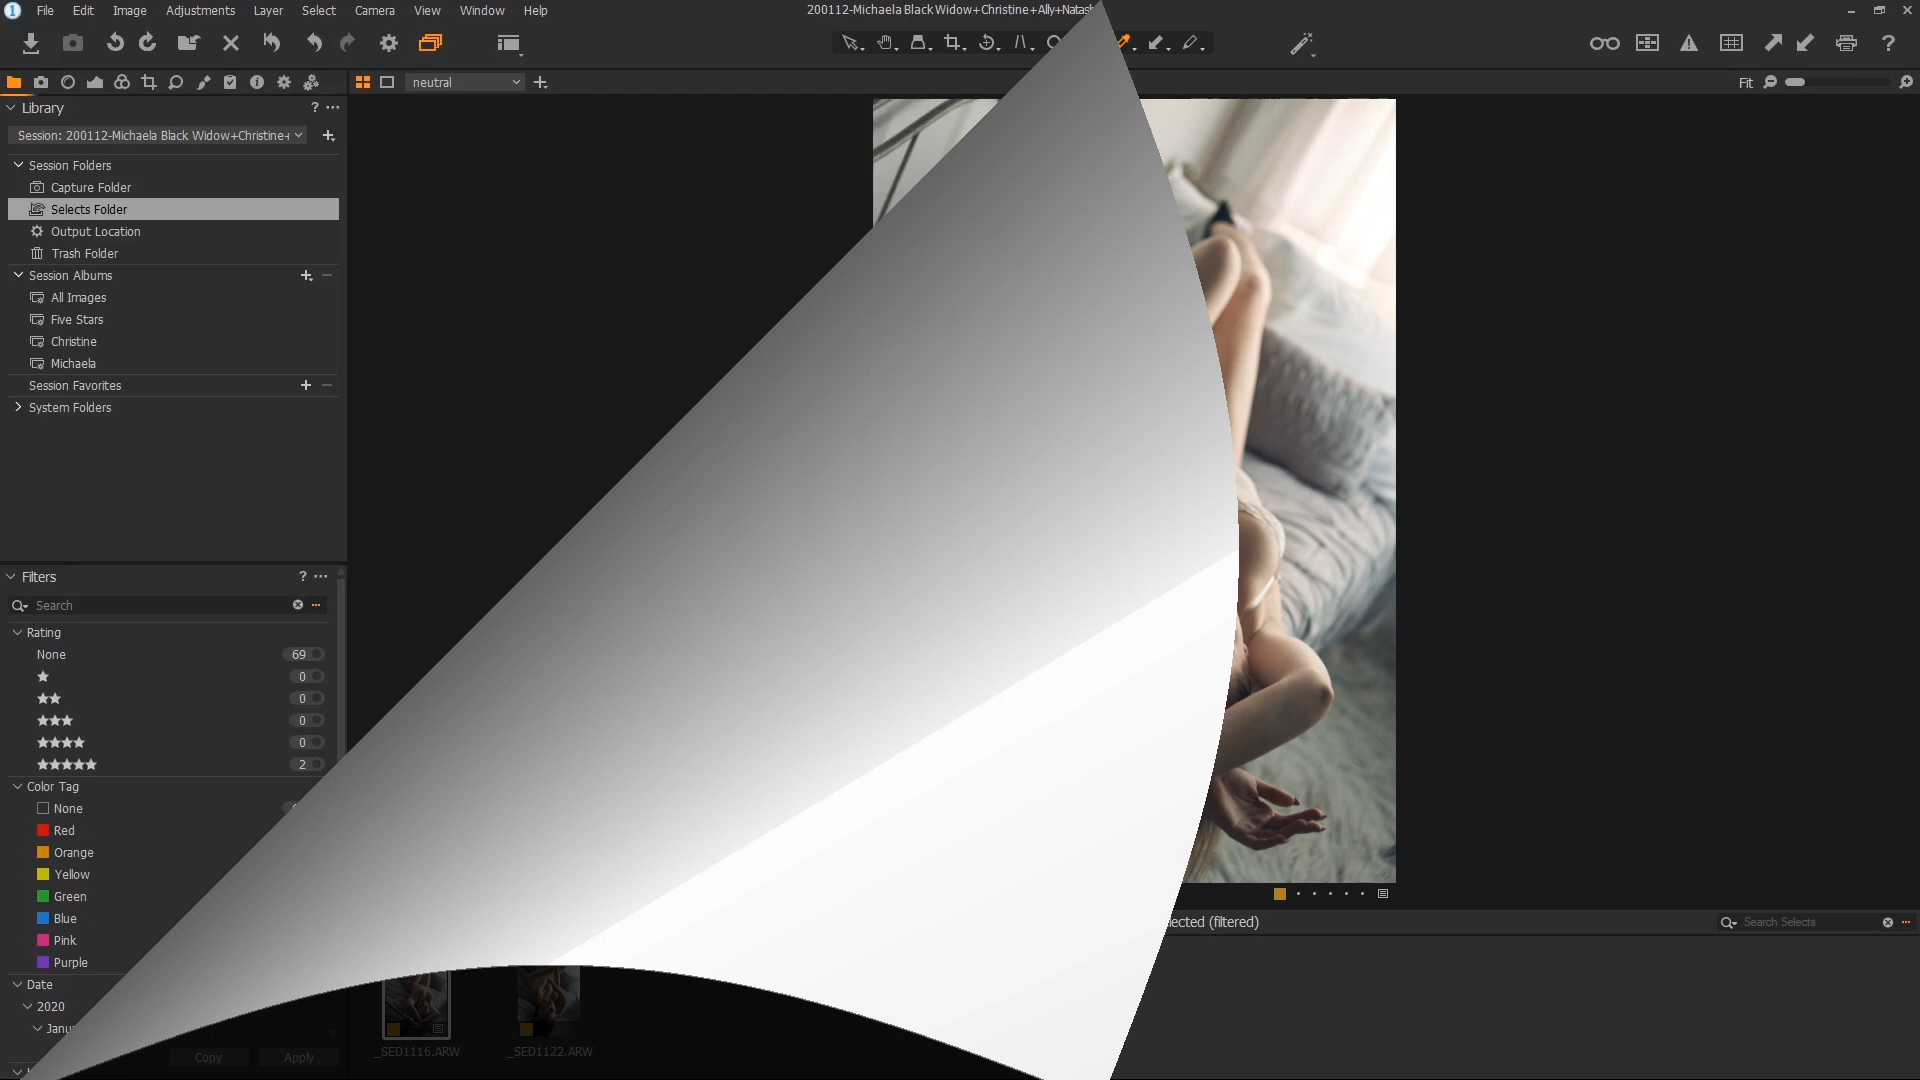 File Edit Image Adjustments Layer Select Camera View Window Help
200112-Michaela Black Widow+Christine+Ally+Natash
neutral
Fit
Library
Session: 200112-Michaela Black Widow+Christine+
Session Folders
Capture Folder
Selects Folder
Output Location
Trash Folder
Session Albums
All Images
Five Stars
Christine
Michaela
Session Favorites
System Folders
Filters
Search
Rating
None 69
0
0
0
0
2
Color Tag
None
Red
Orange
Yellow
Green
Blue
Pink
Purple
Date
2020
Janu
Copy Apply
ected (filtered)
Search Selects
_SED1116.ARW
_SED1122.ARW